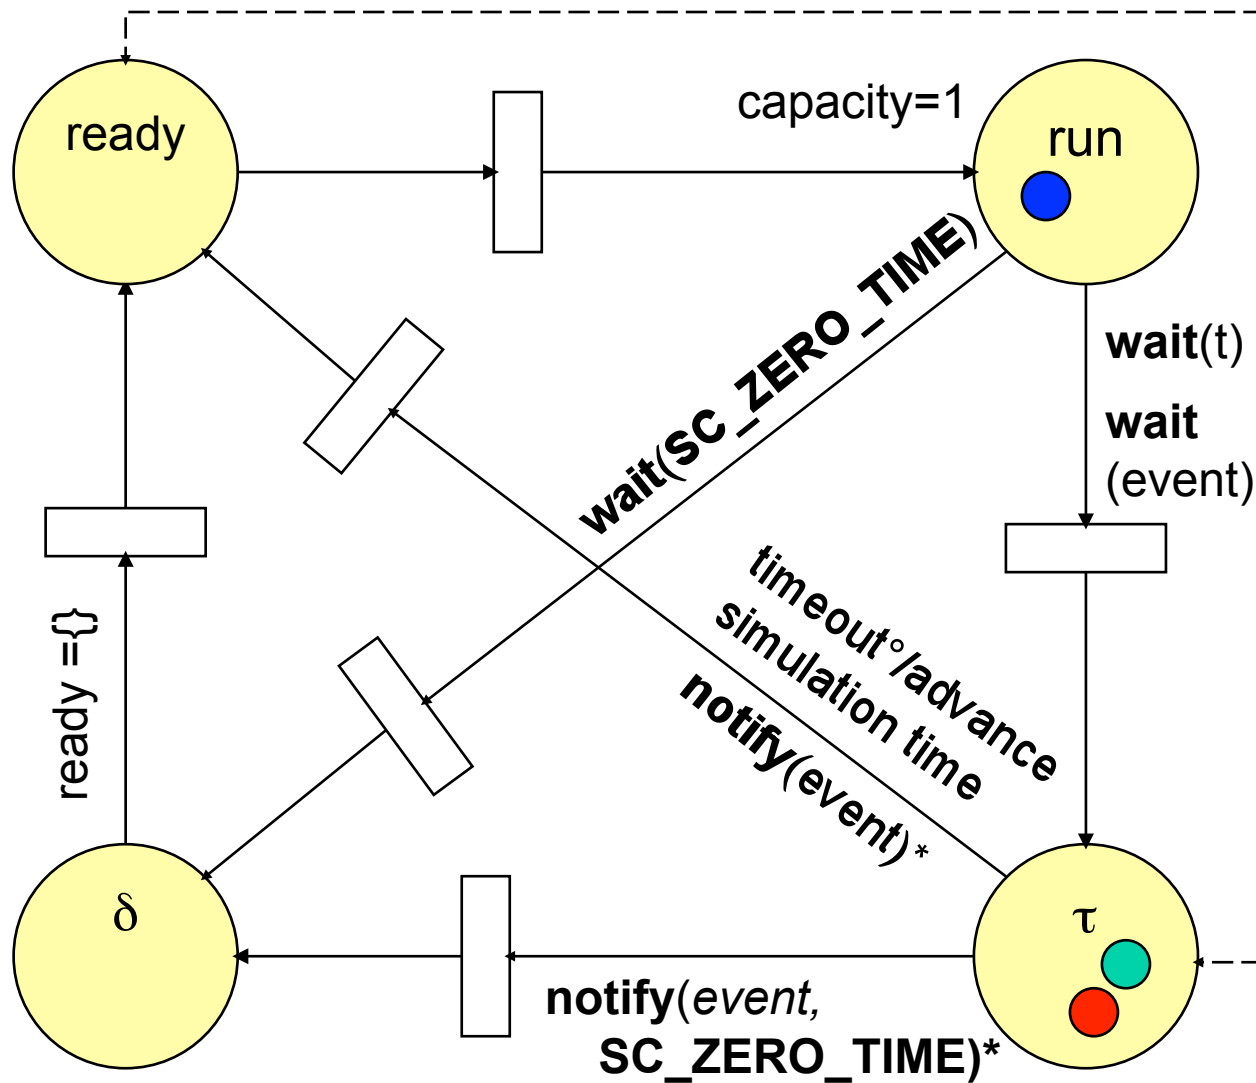 capacity=1
ready
run
wait(SC_ZERO_TIME)
wait(t)
wait
(event)
ready ={}
timeout°/advance
simulation time
notify(event)*
δ
τ
notify(event,
SC_ZERO_TIME)*